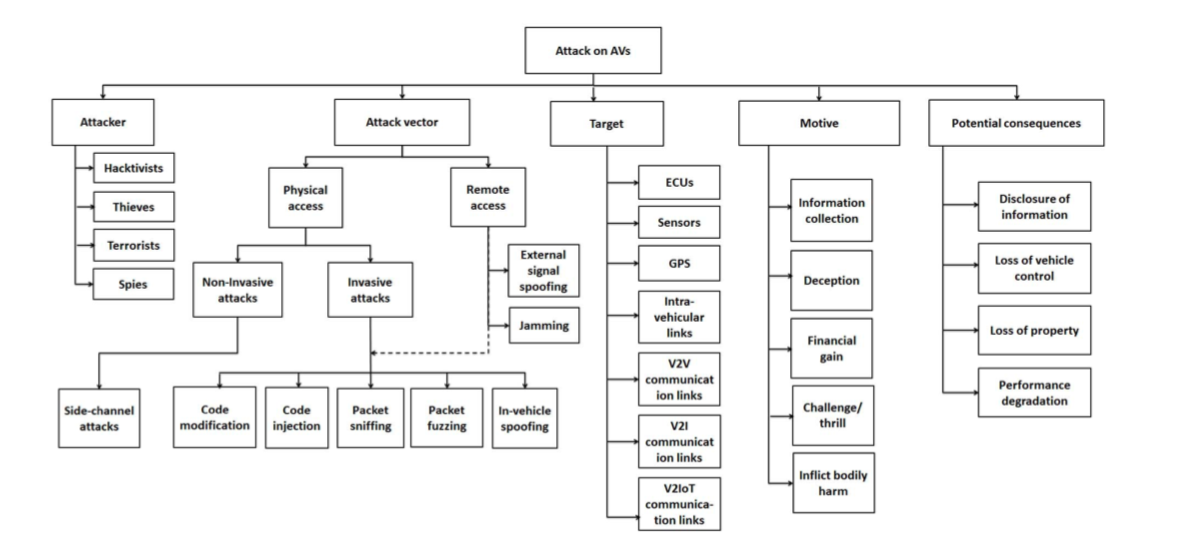 Attack on AVs
Attacker
Attack vector
Target
Motive
Potential consequences
Hacktivists
Thieves
Terrorists
Spies
Physical
access
Remote
access
Non-Invasive
attacks
Invasive
attacks
External
signal
spoofing
Jamming
Side-channel
attacks
Code
modification
Code
injection
Packet
sniffing
Packet
fuzzing
In-vehicle
spoofing
ECUs
Sensors
GPS
Intra-
vehicular
links
V2V
communicat
ion links
V2I
communicat
ion links
V2IoT
communica-
tion links
Information
collection
Deception
Financial
gain
Challenge/
thrill
Inflict bodily
harm
Disclosure of
information
Loss of vehicle
control
Loss of property
Performance
degradation